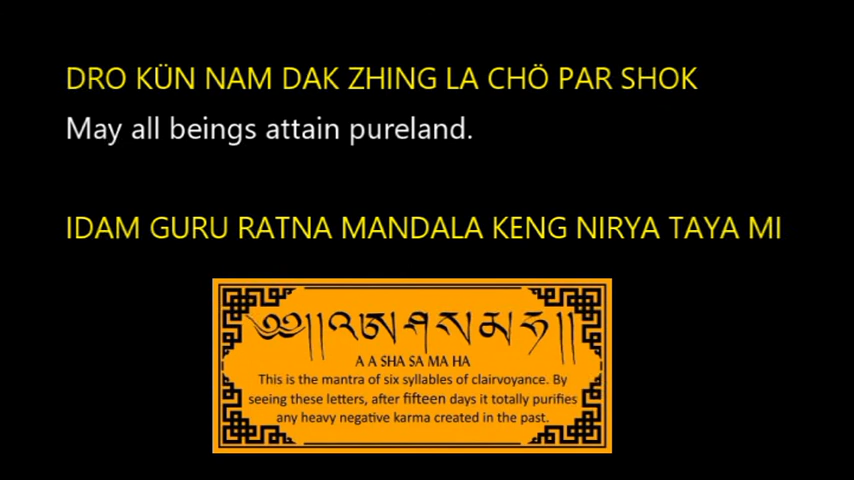 DRO KÜN NAM DAK ZHING LA CHÖ PAR SHOK
May all beings attain pureland.
IDAM GURU RATNA MANDALA KENG NIRYA TAYA MI
༄༅།།འཨཤསམཧ།།
A A SHA SA MA HA
This is the mantra of six syllables of clairvoyance. By
seeing these letters, after fifteen days it totally purifies
any heavy negative karma created in the past.